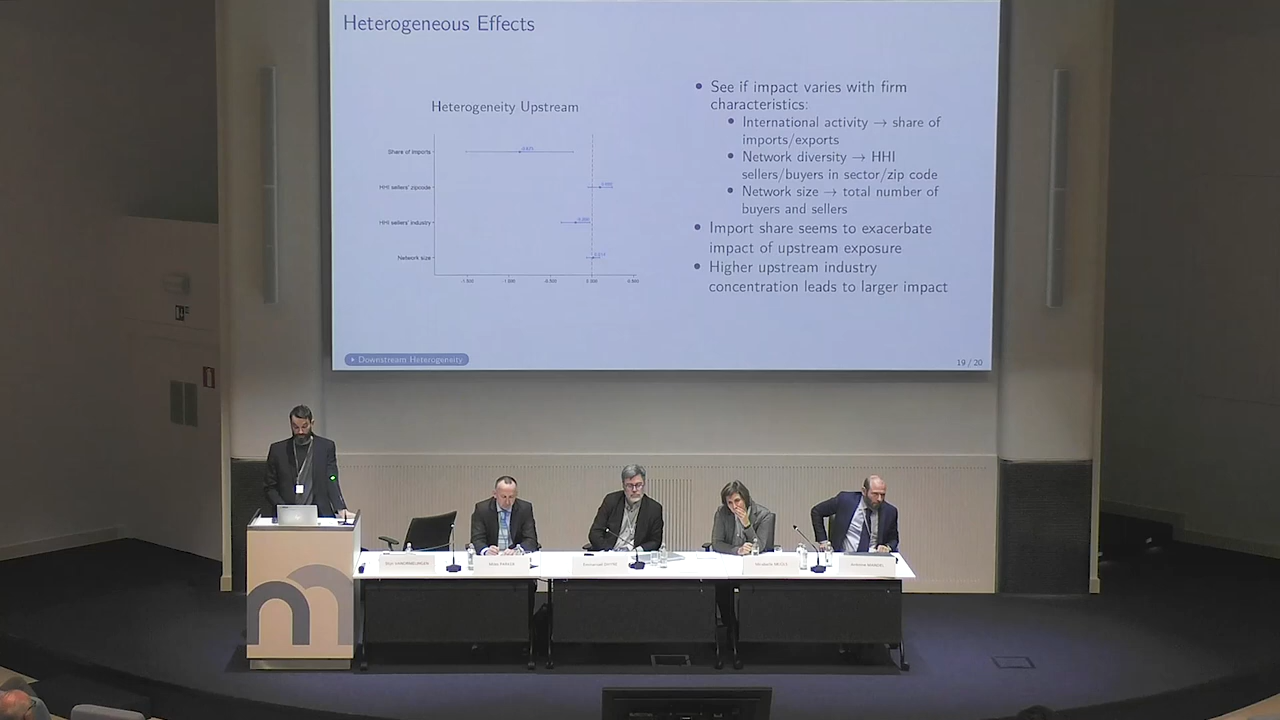 Heterogeneous Effects
Heterogeneity Upstream
Share of imports
HHI sellers' zipcode
HHI sellers' industry
Network size
• See if impact varies with firm
characteristics:
• International activity → share of
imports/exports
• Network diversity → HHI
sellers/buyers in sector/zip code
• Network size → total number of
buyers and sellers
• Import share seems to exacerbate
impact of upstream exposure
• Higher upstream industry
concentration leads to larger impact
Downstream Heterogeneity
19 / 20